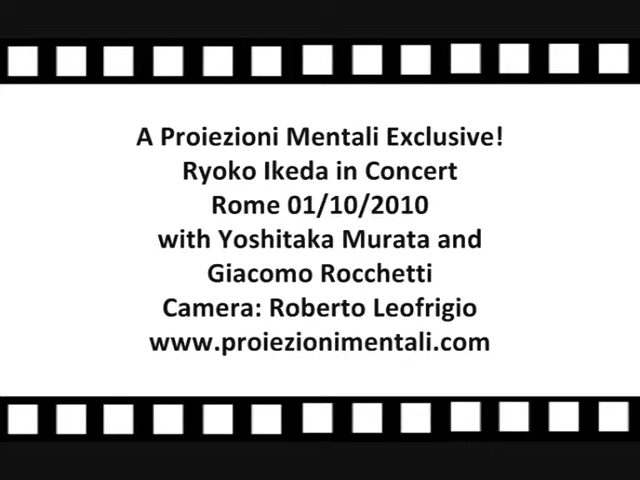 A Proiezioni Mentali Exclusive!
Ryoko Ikeda in Concert
Rome 01/10/2010
with Yoshitaka Murata and
Giacomo Rocchetti
Camera: Roberto Leofrigio
www.proiezionimentali.com